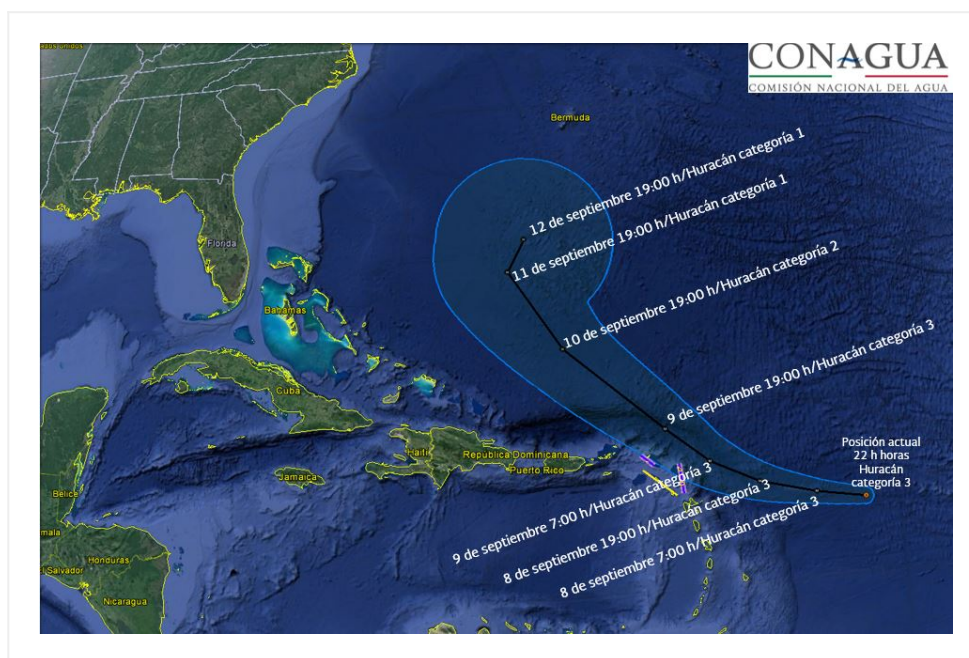 ezos unidos
CONAGUA
COMISIÓN NACIONAL DEL AGUA
Bermuda
12 de septiembre 19:00 h/Huracán categoría 1
11 de septiembre 19:00 h/Huracán categoría 1
Florida
10 de septiembre 19:00 h/Huracán categoría 2
Bahamas
9 de septiembre 19:00 h/Huracán categoría 3
Cuba
Posición actual
22 h horas
Huracán
categoría 3
Haití
República Dominicana
Puerto Rico
Jamaica
9 de septiembre 7:00 h/Huracán categoría 3
8 de septiembre 19:00 h/Huracán categoría 3
8 de septiembre 7:00 h/Huracán categoría 3
Belice
mala
Honduras
El Salvador
Nicaragua